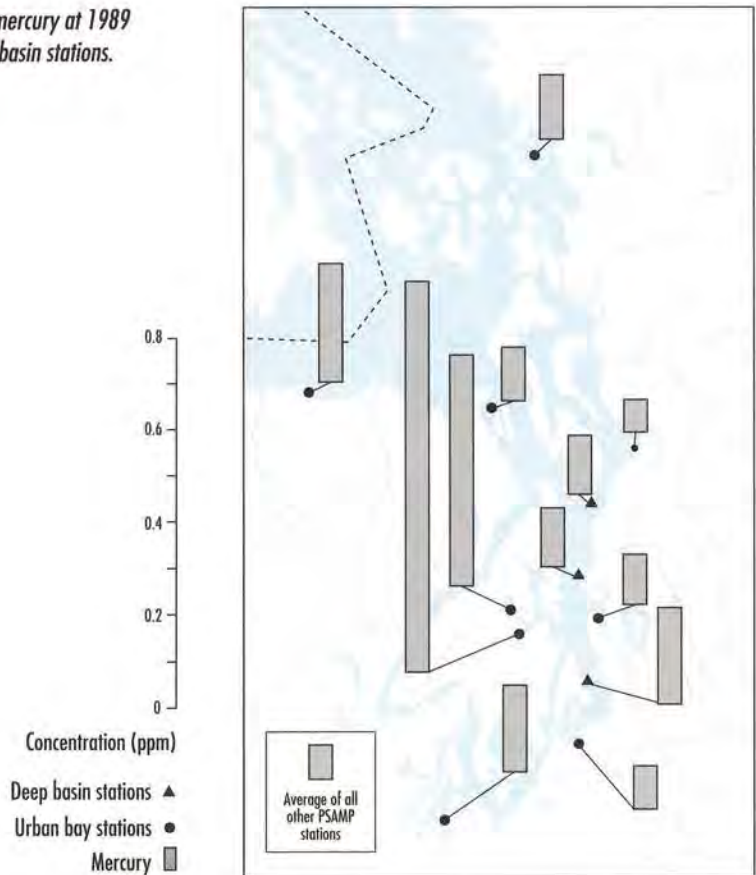 mercury at 1989
basin stations.
0.8
0.6
0.4
0.2
0
Concentration (ppm)
Deep basin stations
Urban bay stations
Mercury
Average of all
other PSAMP
stations